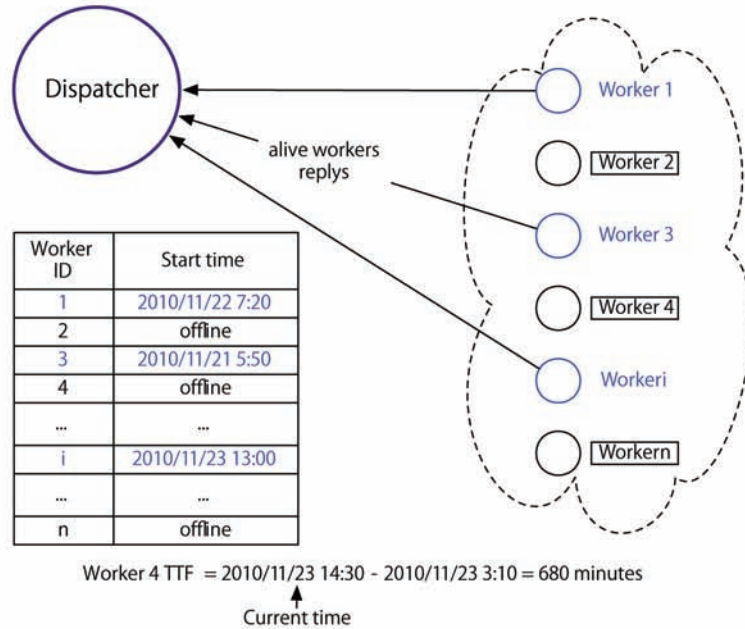 Dispatcher
alive workers
replys
Worker 1
Worker 2
Worker 3
Worker 4
Workeri
Workern
Worker ID Start time
1 2010/11/22 7:20
2 offline
3 2010/11/21 5:50
4 offline
... ...
i 2010/11/23 13:00
... ...
n offline
Worker 4 TTF = 2010/11/23 14:30 - 2010/11/23 3:10 = 680 minutes
Current time